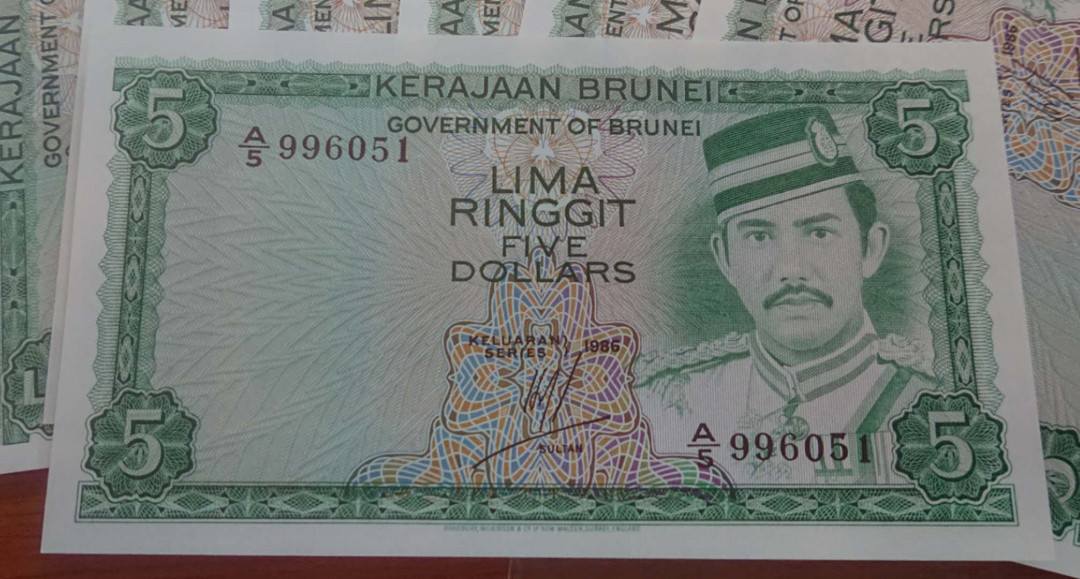 5
KERAJAAN BRUNEI
5
GOVERNMENT OF BRUNEI
A/5 996051
LIMA
RINGGIT
FIVE
DOLLARS
KELUARAN
SERIES 1986
SULTAN
A/5 996051
5
5
KERAJAAN
GOVERNMENT
1986